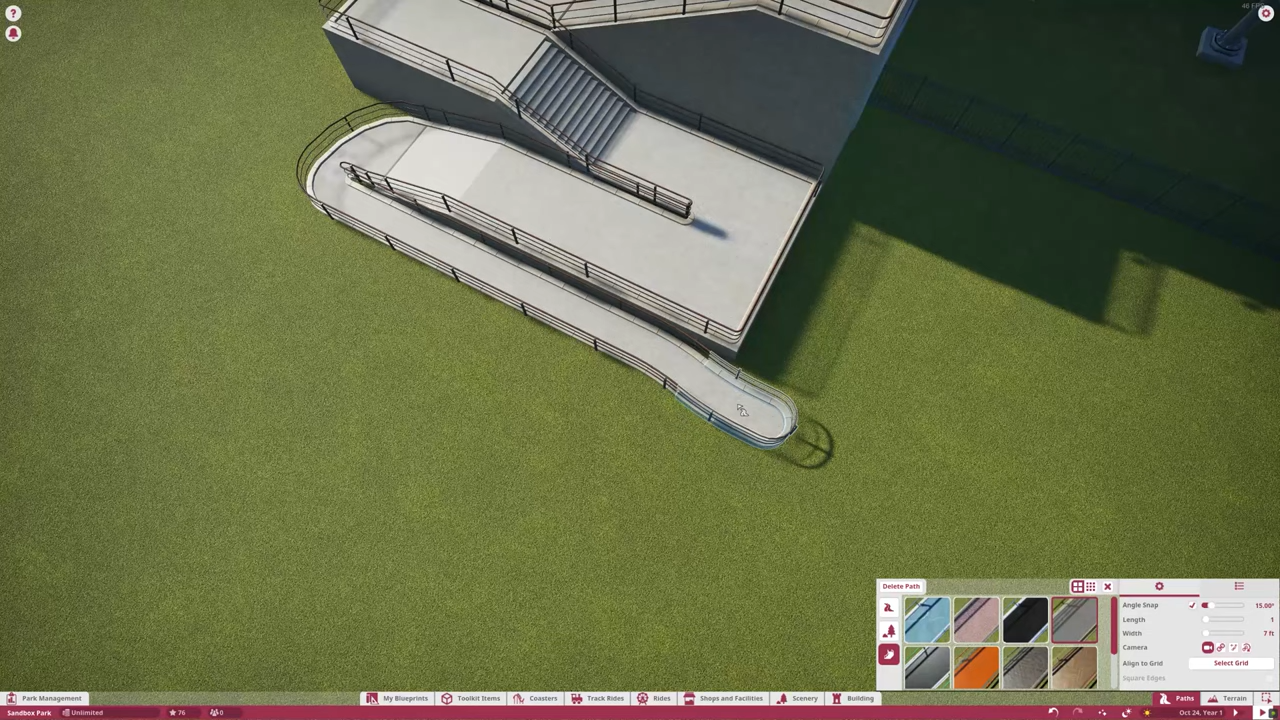 ?
Delete Path
Angle Snap 15.00°
Length 1
Width 7 ft
Camera
Align to Grid Select Grid
Square Edges
Park Management My Blueprints Toolkit Items Coasters Track Rides Rides Shops and Facilities Scenery Building Paths Terrain
Sandbox Park Unlimited 76 0 Oct 24, Year 1